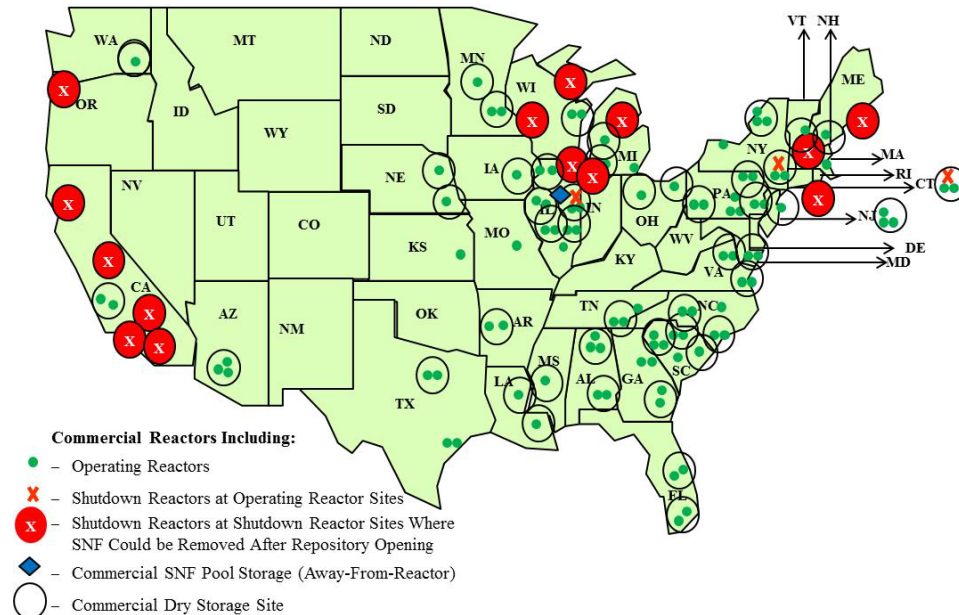 VT NH
WA MT ND MN ME
OR ID SD WI
WY NY
IA MI MA
NE RI
NV CT
IL IN OH PA
UT CO NJ
WV
KS MO KY DE
CA VA MD
AZ NM OK TN NC
AR
SC
MS
LA AL GA
TX
FL
X
X
X
X
X
X
X
X
X
X
X
X
X
X
Commercial Reactors Including:
– Operating Reactors
– Shutdown Reactors at Operating Reactor Sites
X – Shutdown Reactors at Shutdown Reactor Sites Where
SNF Could be Removed After Repository Opening
– Commercial SNF Pool Storage (Away-From-Reactor)
– Commercial Dry Storage Site